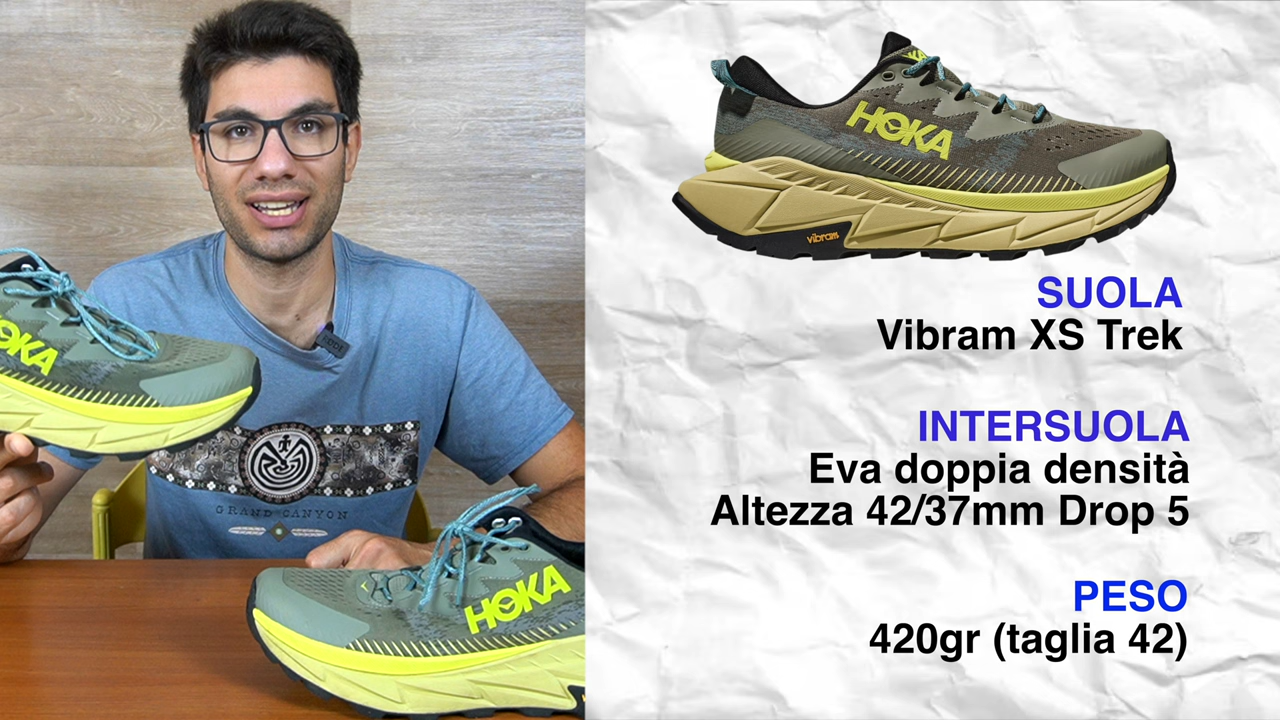 OKA
GRAND CANYON
HOKA
HOKA
vibram
SUOLA
Vibram XS Trek
INTERSUOLA
Eva doppia densità
Altezza 42/37mm Drop 5
PESO
420gr (taglia 42)